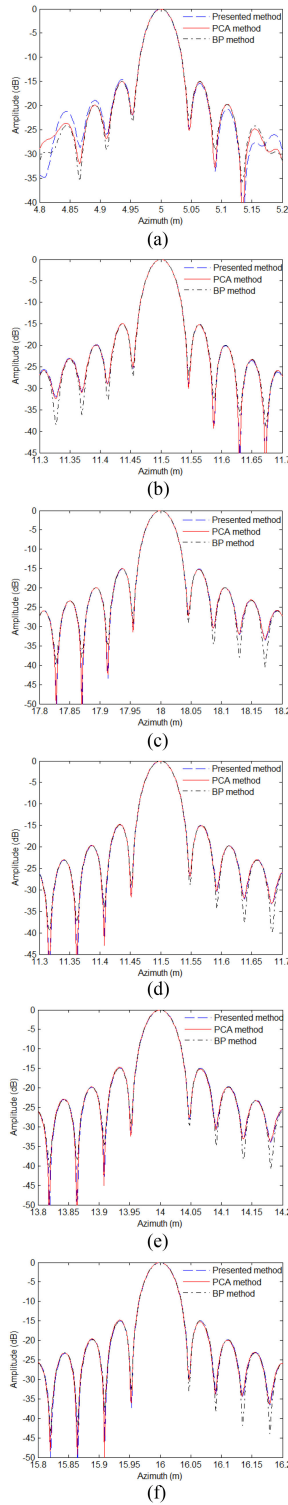 0
-5
-10
-15
-20
-25
-30
-35
-40
Amplitude (dB)
Presented method
PCA method
BP method
4.8 4.85 4.9 4.95 5 5.05 5.1 5.15 5.2
Azimuth (m)
(a)
0
-5
-10
-15
-20
-25
-30
-35
-40
-45
Amplitude (dB)
Presented method
PCA method
BP method
11.3 11.35 11.4 11.45 11.5 11.55 11.6 11.65 11.7
Azimuth (m)
(b)
0
-5
-10
-15
-20
-25
-30
-35
-40
-45
-50
Amplitude (dB)
Presented method
PCA method
BP method
17.8 17.85 17.9 17.95 18 18.05 18.1 18.15 18.2
Azimuth (m)
(c)
0
-5
-10
-15
-20
-25
-30
-35
-40
-45
Amplitude (dB)
Presented method
PCA method
BP method
11.3 11.35 11.4 11.45 11.5 11.55 11.6 11.65 11.7
Azimuth (m)
(d)
0
-5
-10
-15
-20
-25
-30
-35
-40
-45
-50
Amplitude (dB)
Presented method
PCA method
BP method
13.8 13.85 13.9 13.95 14 14.05 14.1 14.15 14.2
Azimuth (m)
(e)
0
-5
-10
-15
-20
-25
-30
-35
-40
-45
-50
Amplitude (dB)
Presented method
PCA method
BP method
15.8 15.85 15.9 15.95 16 16.05 16.1 16.15 16.2
Azimuth (m)
(f)